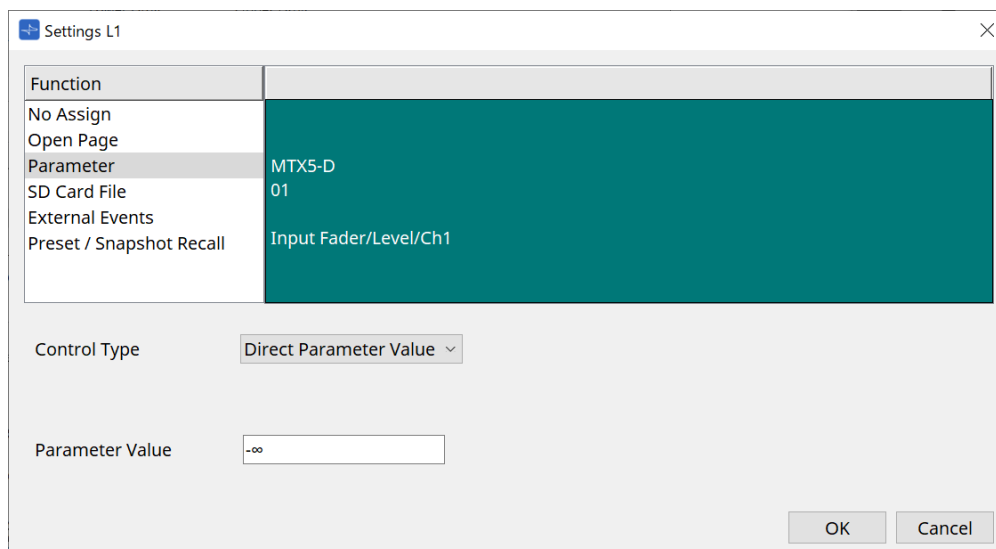 Settings L1
Function
No Assign
Open Page
Parameter
SD Card File
External Events
Preset / Snapshot Recall
MTX5-D
01
Input Fader/Level/Ch1
Control Type
Direct Parameter Value
Parameter Value
-∞
OK
Cancel